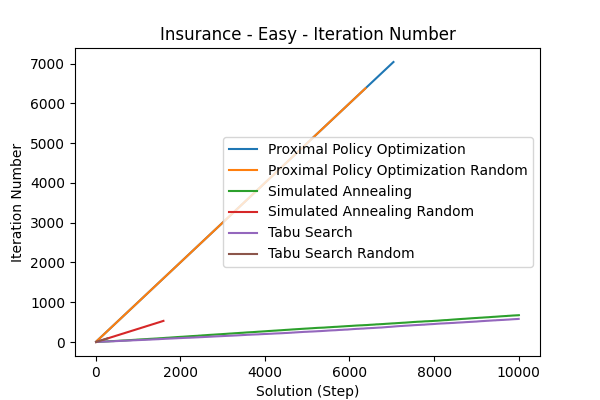 Insurance - Easy - Iteration Number
7000
6000
5000
4000
3000
2000
1000
0
Iteration Number
Proximal Policy Optimization
Proximal Policy Optimization Random
Simulated Annealing
Simulated Annealing Random
Tabu Search
Tabu Search Random
0 2000 4000 6000 8000 10000
Solution (Step)